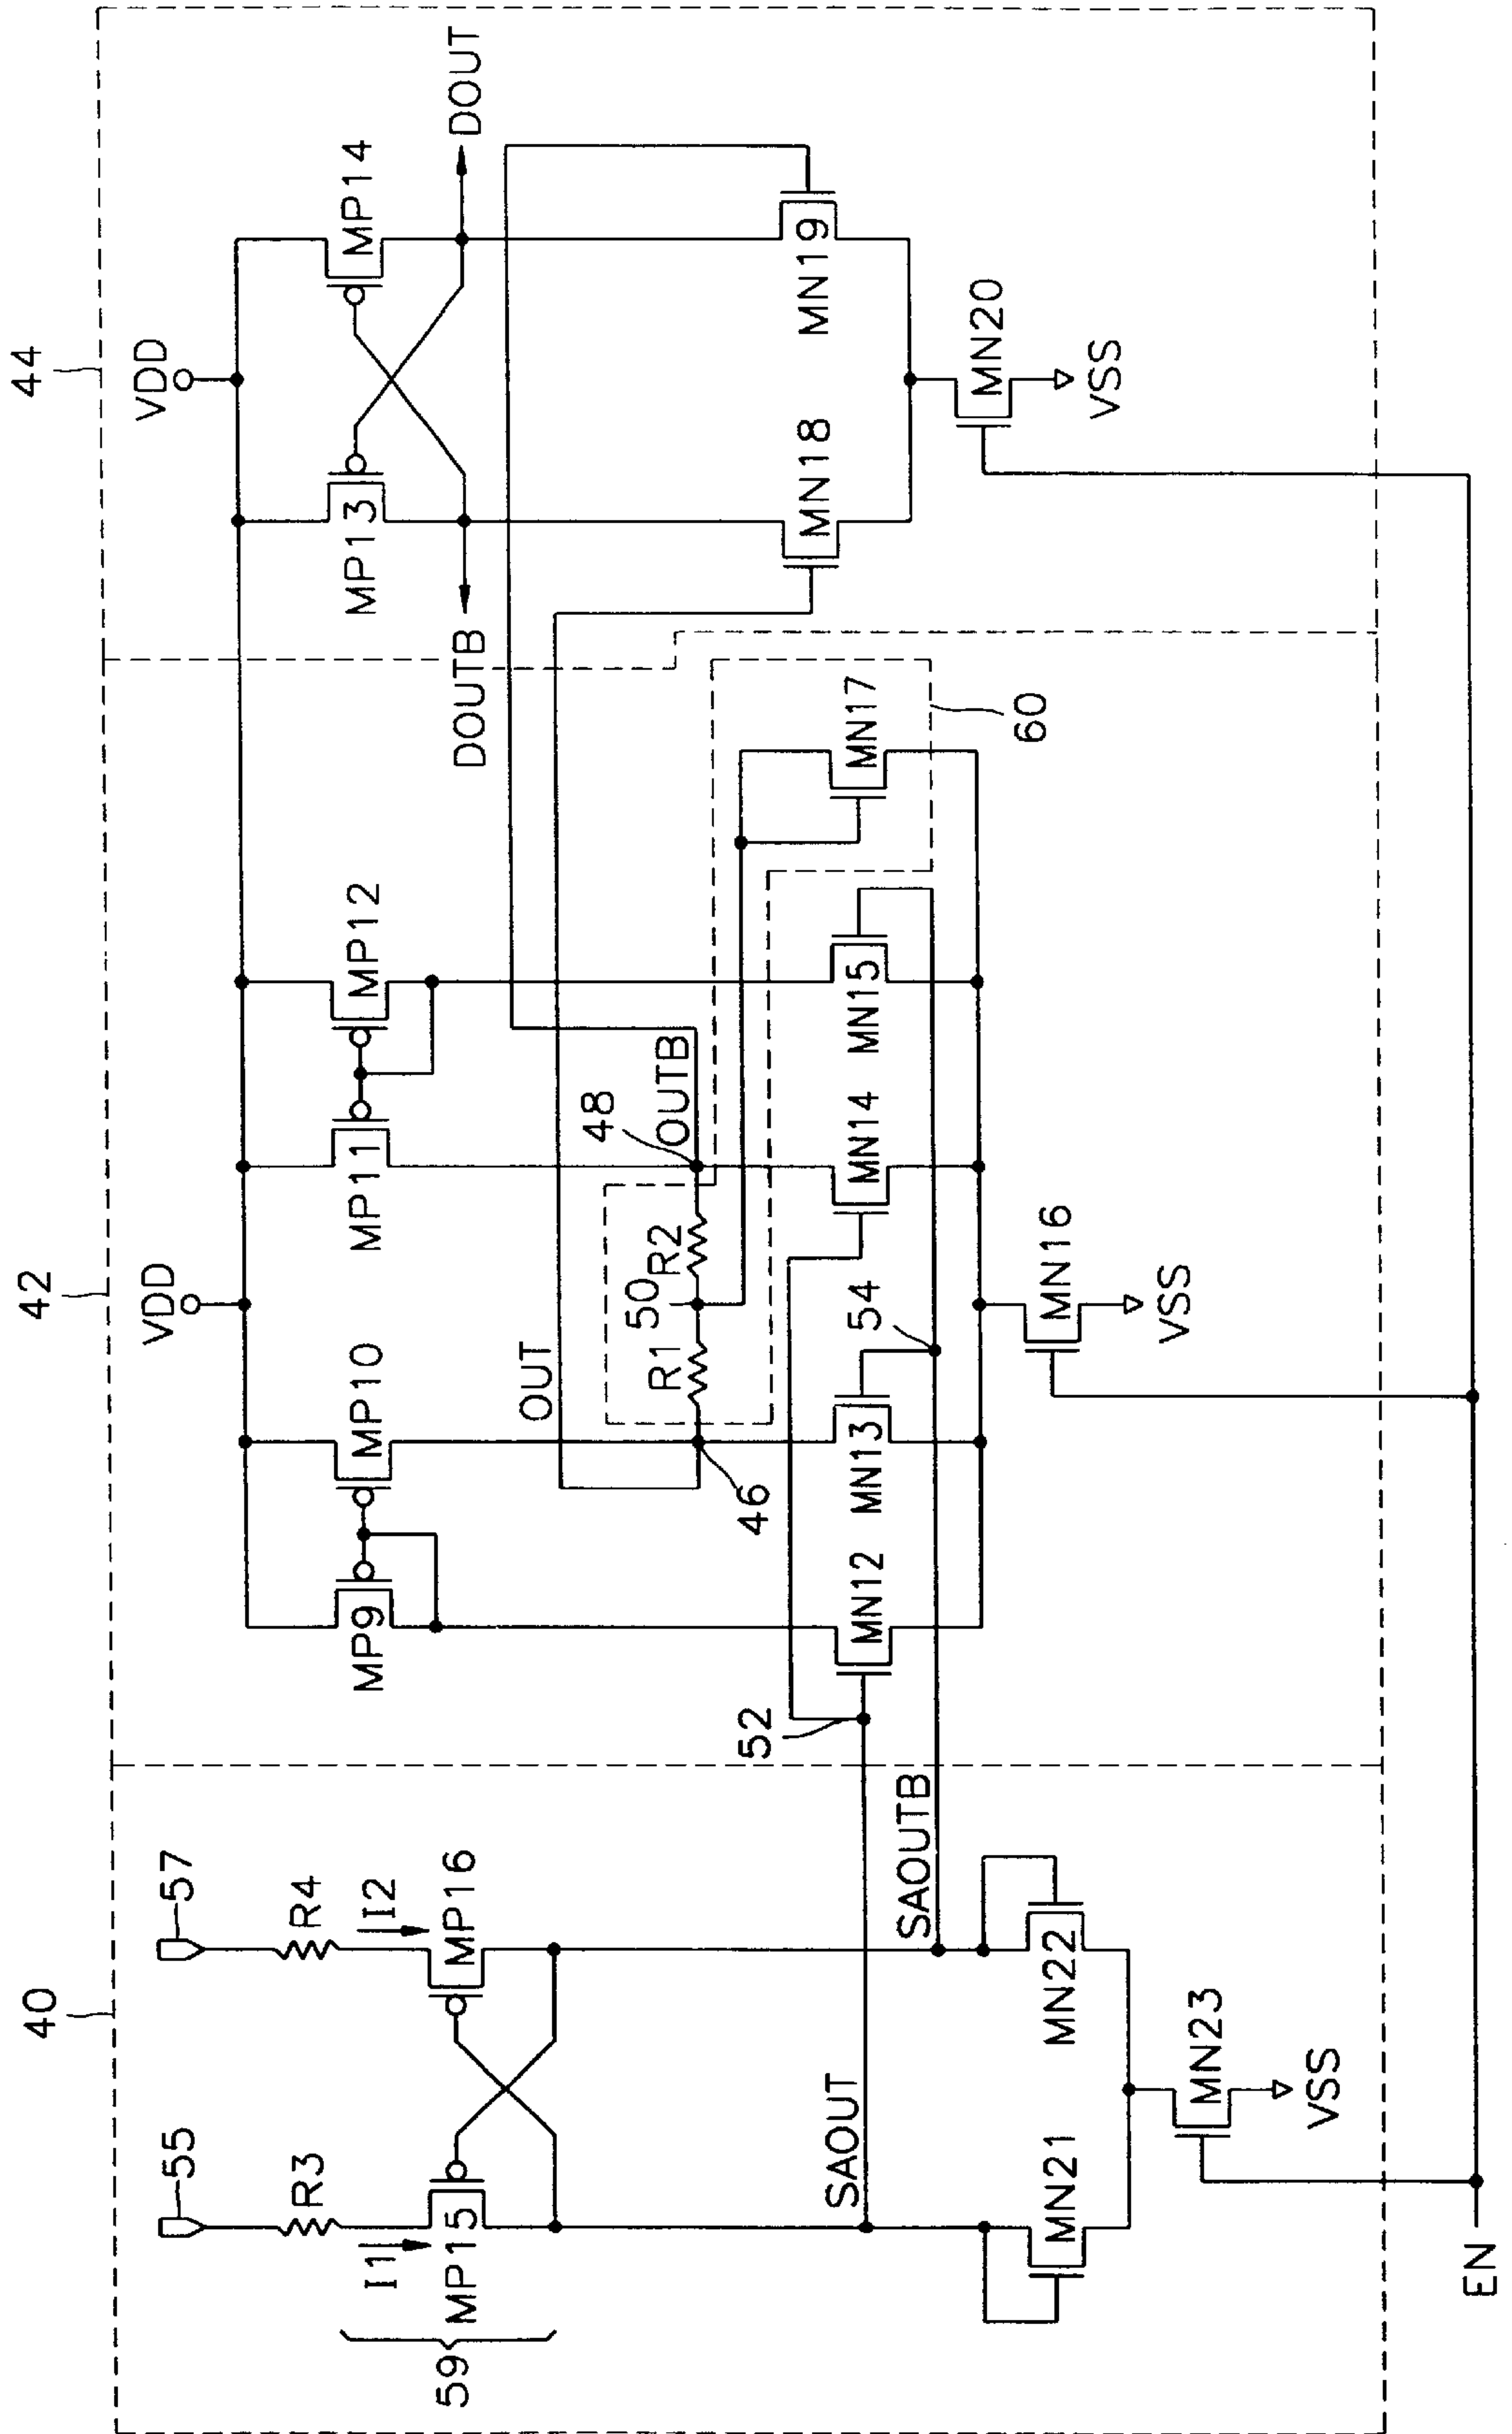 40
42
44
55
57
R3
R4
I1
I2
MP15
MP16
59
SAOUT
SAOUTB
MN21
MN22
MN23
VSS
EN
VDD
MP9
MP10
MP11
MP12
OUT
OUTB
46
48
R1
50
R2
52
54
MN12
MN13
MN14
MN15
MN16
VSS
MN17
60
VDD
MP13
MP14
DOUTB
DOUT
MN18
MN19
MN20
VSS